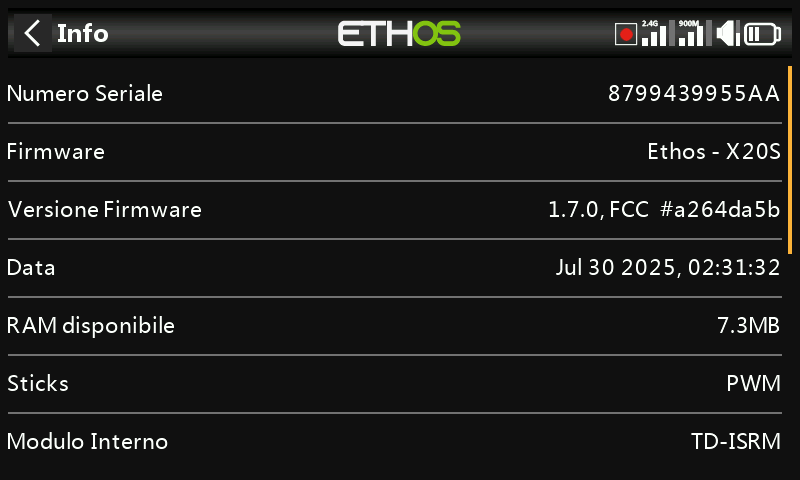 Info
ETHOS
2.4G
900M
Numero Seriale 8799439955AA
Firmware Ethos - X20S
Versione Firmware 1.7.0, FCC #a264da5b
Data Jul 30 2025, 02:31:32
RAM disponibile 7.3MB
Sticks PWM
Modulo Interno TD-ISRM